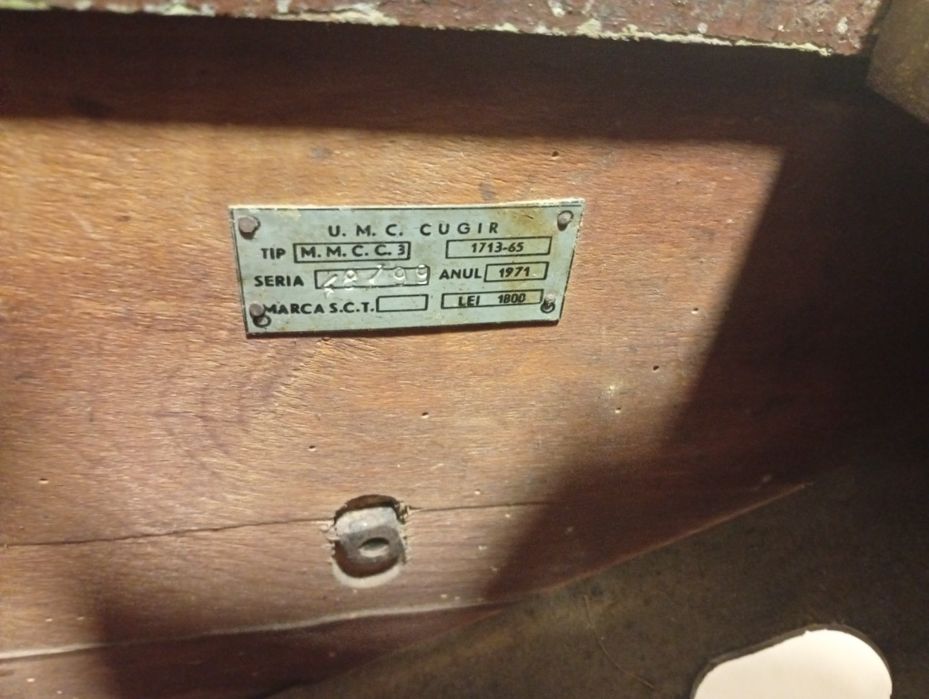 U. M. C. CUGIR
TIP M. M. C. C. 3 1713-65
SERIA ANUL 1971
MARCA S.C.T. LEI 1800